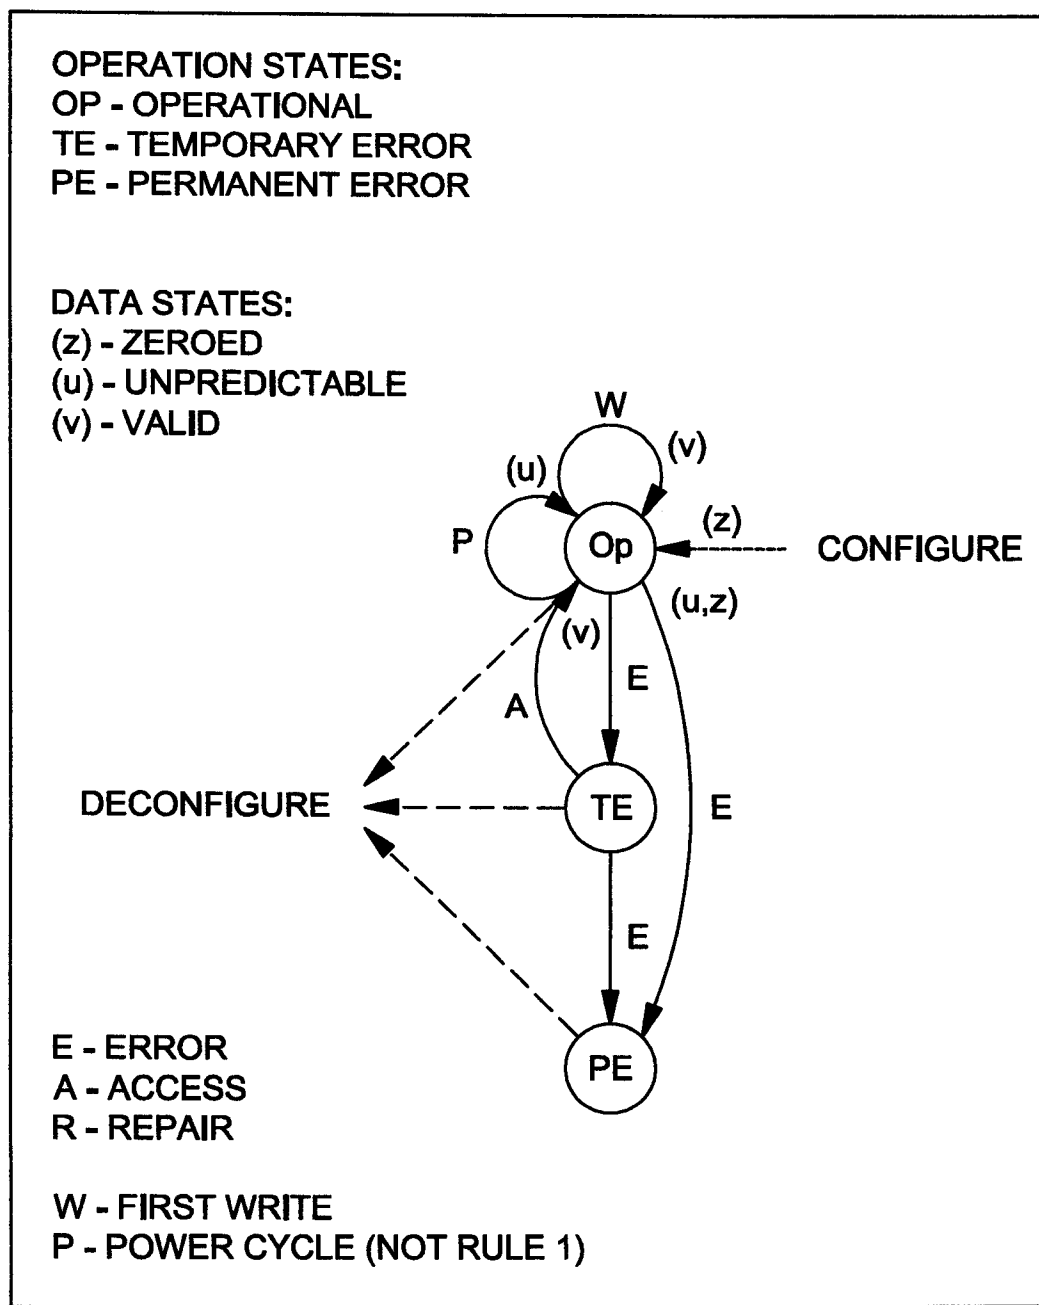 OPERATION STATES:
OP - OPERATIONAL
TE - TEMPORARY ERROR
PE - PERMANENT ERROR
DATA STATES:
(z) - ZEROED
(u) - UNPREDICTABLE
(v) - VALID
W
(u)
(v)
P
Op
(z)
CONFIGURE
(v)
(u,z)
E
A
DECONFIGURE
TE
E
E
PE
E - ERROR
A - ACCESS
R - REPAIR
W - FIRST WRITE
P - POWER CYCLE (NOT RULE 1)